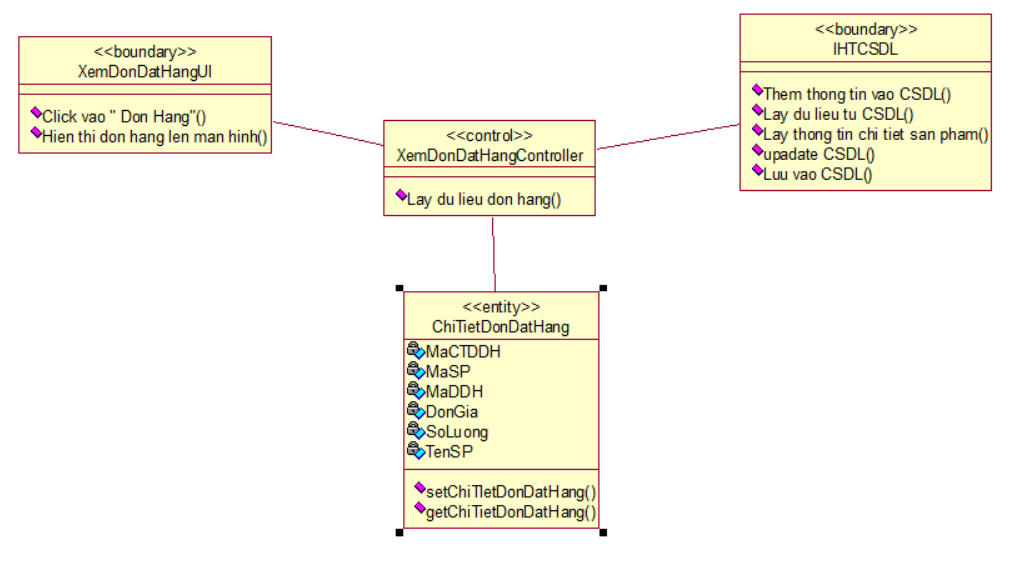 <<boundary>>
XemDonDatHangUI
Click vao " Don Hang"()
Hien thi don hang len man hinh()
<<control>>
XemDonDatHangController
Lay du lieu don hang()
<<boundary>>
IHTCSDL
Them thong tin vao CSDL()
Lay du lieu tu CSDL()
Lay thong tin chi tiet san pham()
upadate CSDL()
Luu vao CSDL()
<<entity>>
ChiTietDonDatHang
MaCTDDH
MaSP
MaDDH
DonGia
SoLuong
TenSP
setChiTIetDonDatHang()
getChiTietDonDatHang()